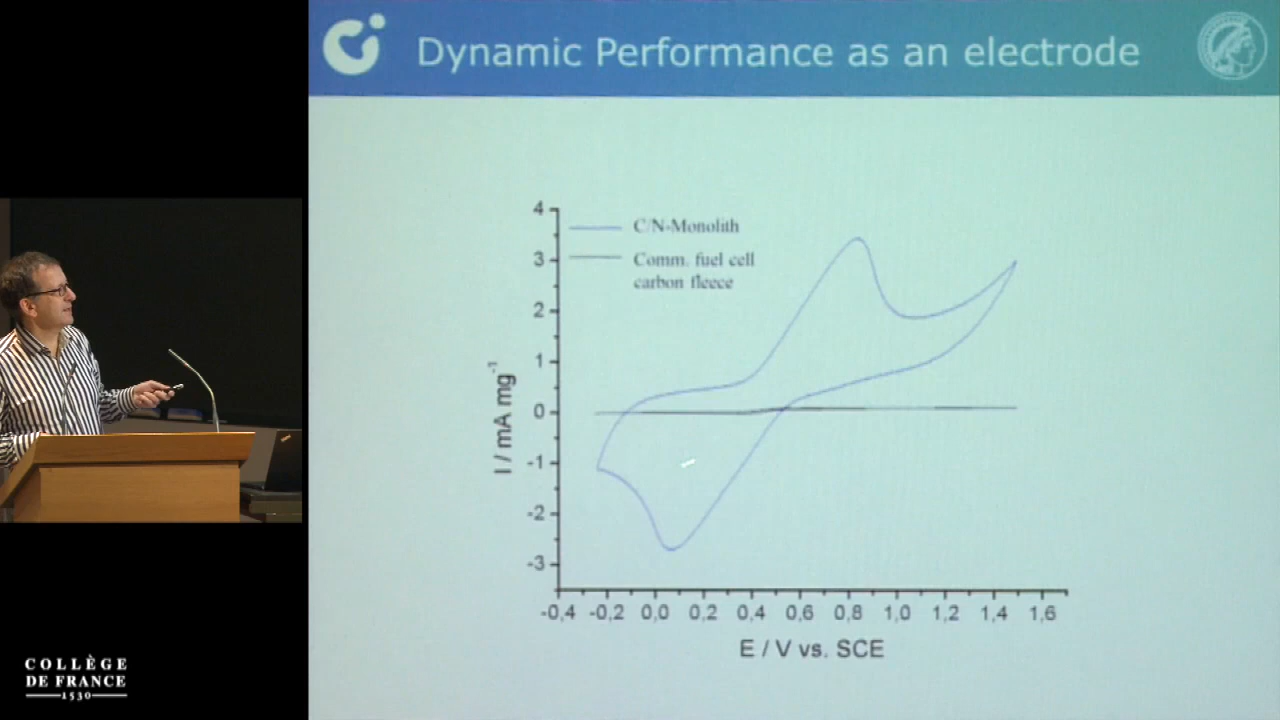 Dynamic Performance as an electrode
4
3
2
1
0
-1
-2
-3
I / mA mg-1
C/N-Monolith
Comm. fuel cell
carbon fleece
-0,4 -0,2 0,0 0,2 0,4 0,6 0,8 1,0 1,2 1,4 1,6
E / V vs. SCE
COLLÈGE
DE FRANCE
1530